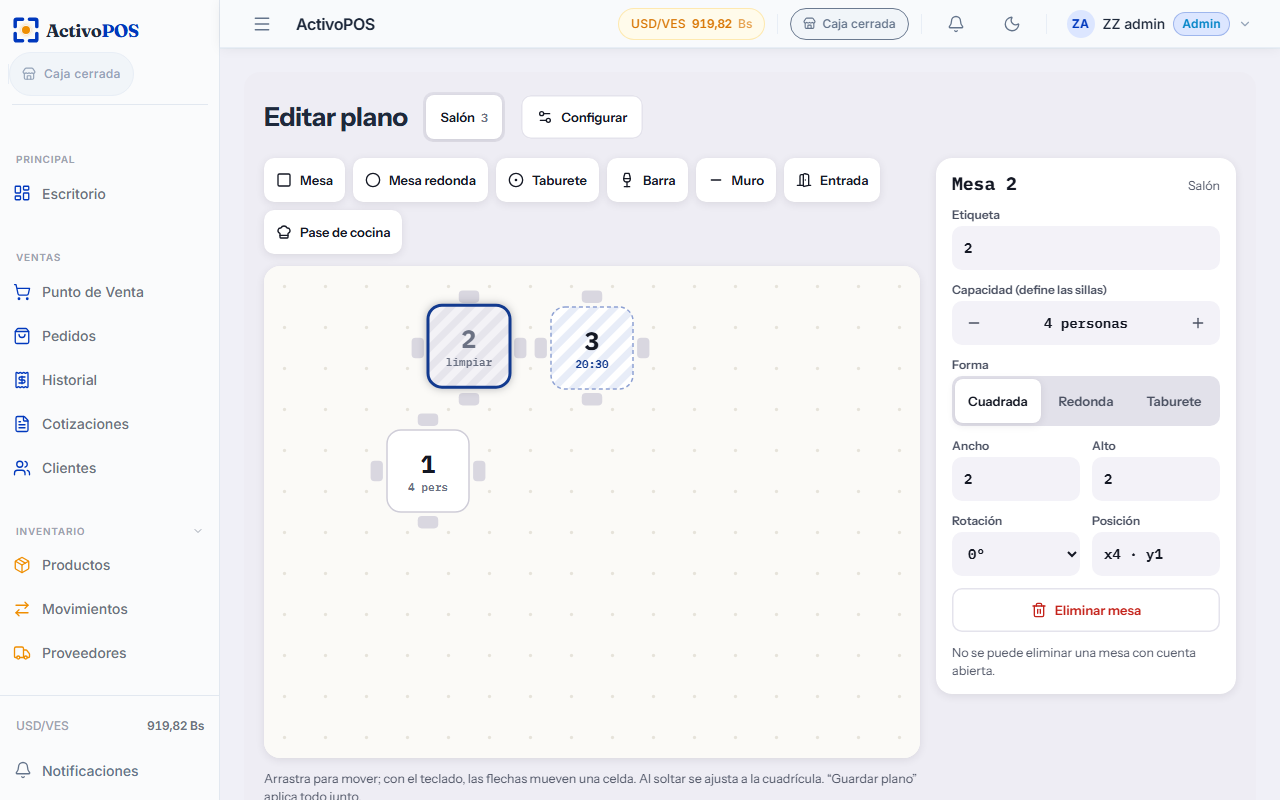 ActivoPOS
Caja cerrada
PRINCIPAL
Escritorio
VENTAS
Punto de Venta
Pedidos
Historial
Cotizaciones
Clientes
INVENTARIO
Productos
Movimientos
Proveedores
USD/VES 919,82 Bs
Notificaciones
ActivoPOS
USD/VES 919,82 Bs
Caja cerrada
ZA ZZ admin Admin
Editar plano
Salón 3
Configurar
Mesa
Mesa redonda
Taburete
Barra
Muro
Entrada
Pase de cocina
2
limpiar
3
20:30
1
4 pers
Arrastra para mover; con el teclado, las flechas mueven una celda. Al soltar se ajusta a la cuadrícula. “Guardar plano”
aplica todo junto.
Mesa 2 Salón
Etiqueta
2
Capacidad (define las sillas)
− 4 personas +
Forma
Cuadrada Redonda Taburete
Ancho Alto
2 2
Rotación Posición
0° x4 · y1
Eliminar mesa
No se puede eliminar una mesa con cuenta
abierta.